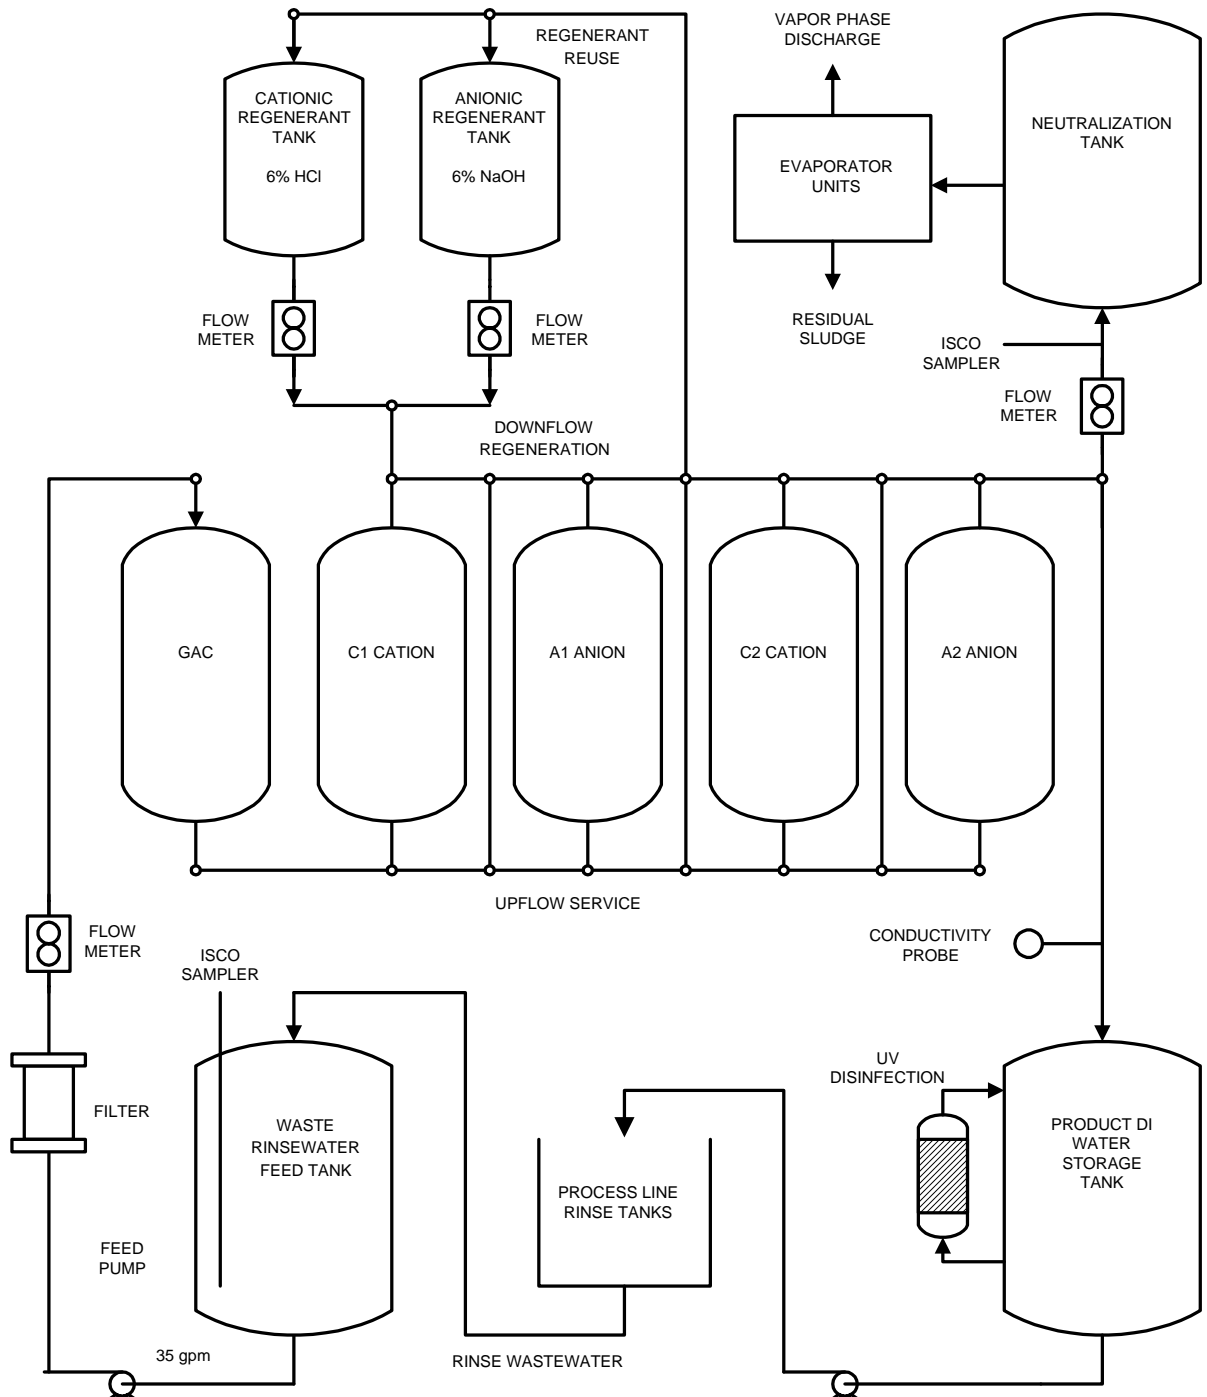 REGENERANT
REUSE
VAPOR PHASE
DISCHARGE
CATIONIC
REGENERANT
TANK
6% HCl
ANIONIC
REGENERANT
TANK
6% NaOH
EVAPORATOR
UNITS
NEUTRALIZATION
TANK
FLOW
METER
FLOW
METER
RESIDUAL
SLUDGE
ISCO
SAMPLER
FLOW
METER
DOWNFLOW
REGENERATION
GAC
C1 CATION
A1 ANION
C2 CATION
A2 ANION
UPFLOW SERVICE
FLOW
METER
ISCO
SAMPLER
CONDUCTIVITY
PROBE
FILTER
WASTE
RINSEWATER
FEED TANK
PROCESS LINE
RINSE TANKS
UV
DISINFECTION
PRODUCT DI
WATER
STORAGE
TANK
FEED
PUMP
35 gpm
RINSE WASTEWATER